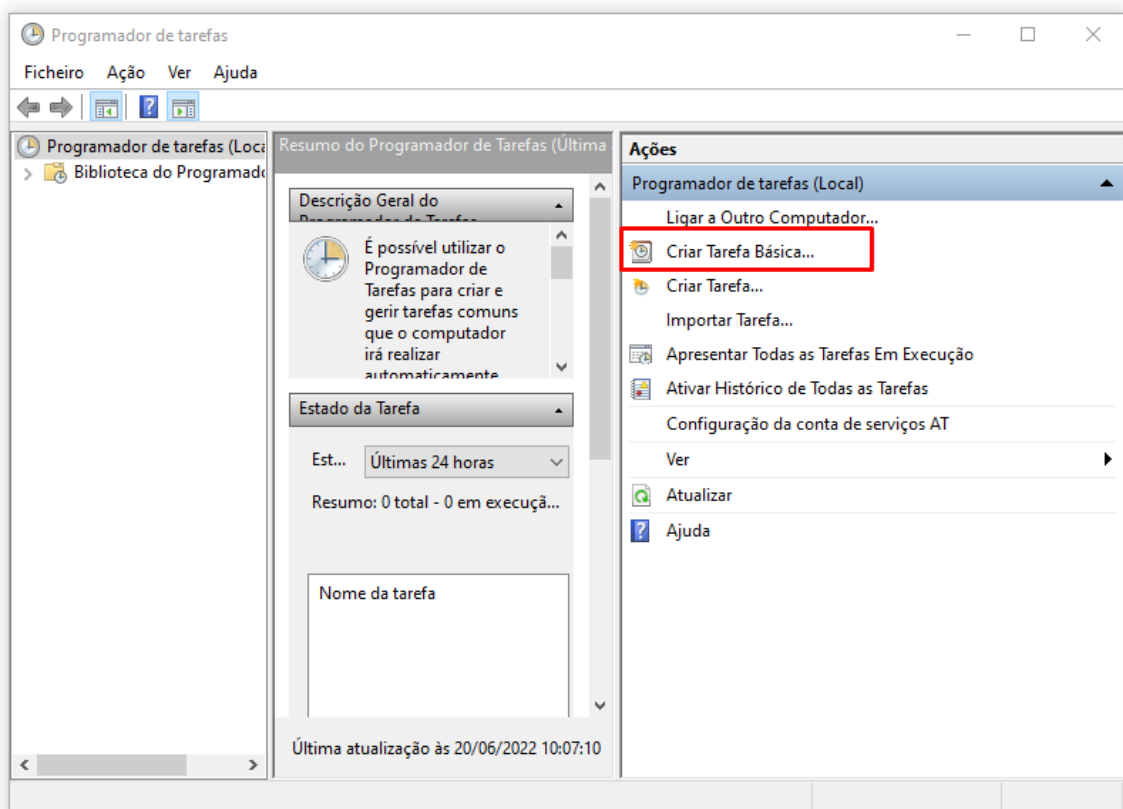 Programador de tarefas
Ficheiro Ação Ver Ajuda
Programador de tarefas (Loca
Biblioteca do Programado
Resumo do Programador de Tarefas (Última
Descrição Geral do
Programador de Tarefas
É possível utilizar o
Programador de
Tarefas para criar e
gerir tarefas comuns
que o computador
irá realizar
automaticamente
Estado da Tarefa
Est... Últimas 24 horas
Resumo: 0 total - 0 em execuçã...
Nome da tarefa
Última atualização às 20/06/2022 10:07:10
Ações
Programador de tarefas (Local)
Ligar a Outro Computador...
Criar Tarefa Básica...
Criar Tarefa...
Importar Tarefa...
Apresentar Todas as Tarefas Em Execução
Ativar Histórico de Todas as Tarefas
Configuração da conta de serviços AT
Ver
Atualizar
Ajuda